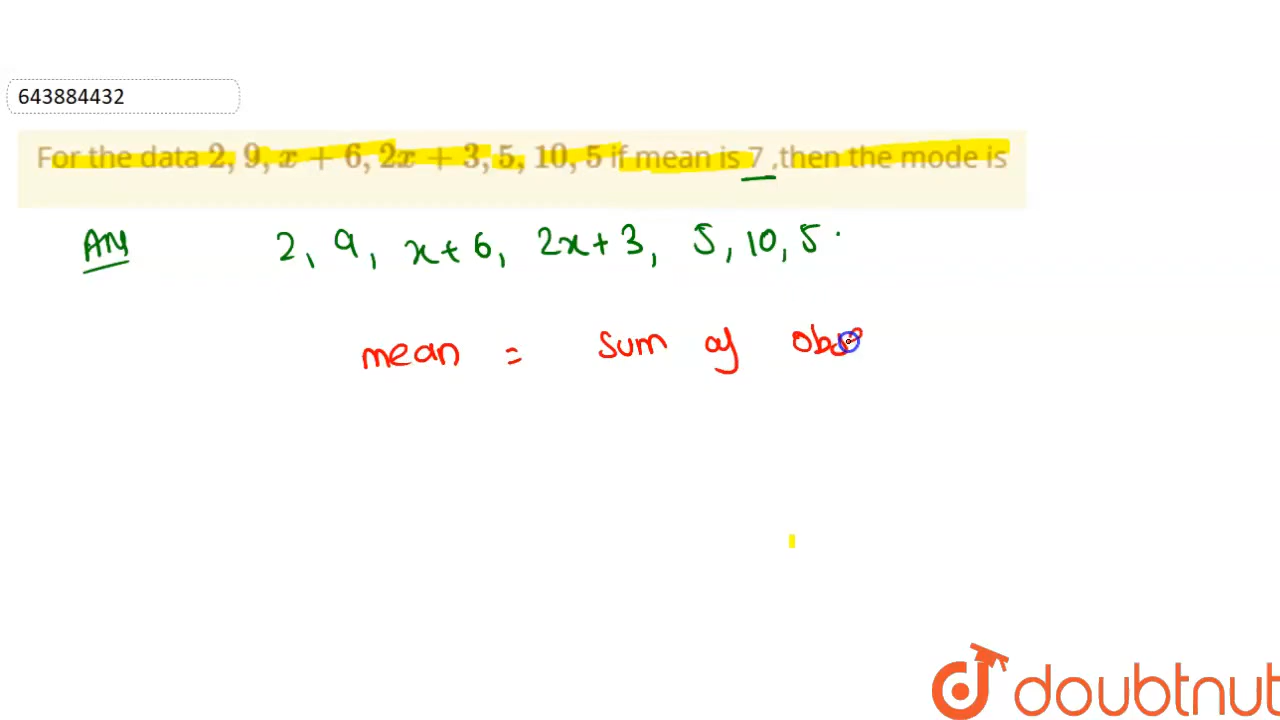 643884432
For the data 2, 9, x + 6, 2x + 3, 5, 10, 5 if mean is 7 ,then the mode is
Ans 2, 9, x+6, 2x+3, 5, 10, 5.
mean = sum of
doubtnut